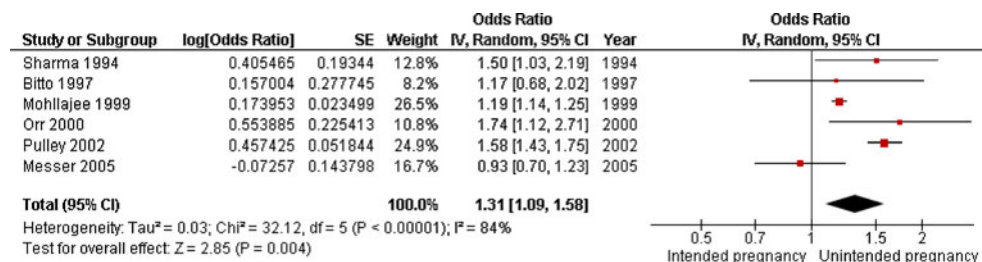 Odds Ratio Odds Ratio
Study or Subgroup log[Odds Ratio] SE Weight IV, Random, 95% CI Year IV, Random, 95% CI
Sharma 1994 0.405465 0.19344 12.8% 1.50 [1.03, 2.19] 1994
Bitto 1997 0.157004 0.277745 8.2% 1.17 [0.68, 2.02] 1997
Mohllajee 1999 0.173953 0.023499 26.5% 1.19 [1.14, 1.25] 1999
Orr 2000 0.553885 0.225413 10.8% 1.74 [1.12, 2.71] 2000
Pulley 2002 0.457425 0.051844 24.9% 1.58 [1.43, 1.75] 2002
Messer 2005 -0.07257 0.143798 16.7% 0.93 [0.70, 1.23] 2005
Total (95% CI) 100.0% 1.31 [1.09, 1.58]
Heterogeneity: Tau² = 0.03; Chi² = 32.12, df = 5 (P < 0.00001); I² = 84%
Test for overall effect: Z = 2.85 (P = 0.004)
0.5 0.7 1 1.5 2
Intended pregnancy Unintended pregnancy